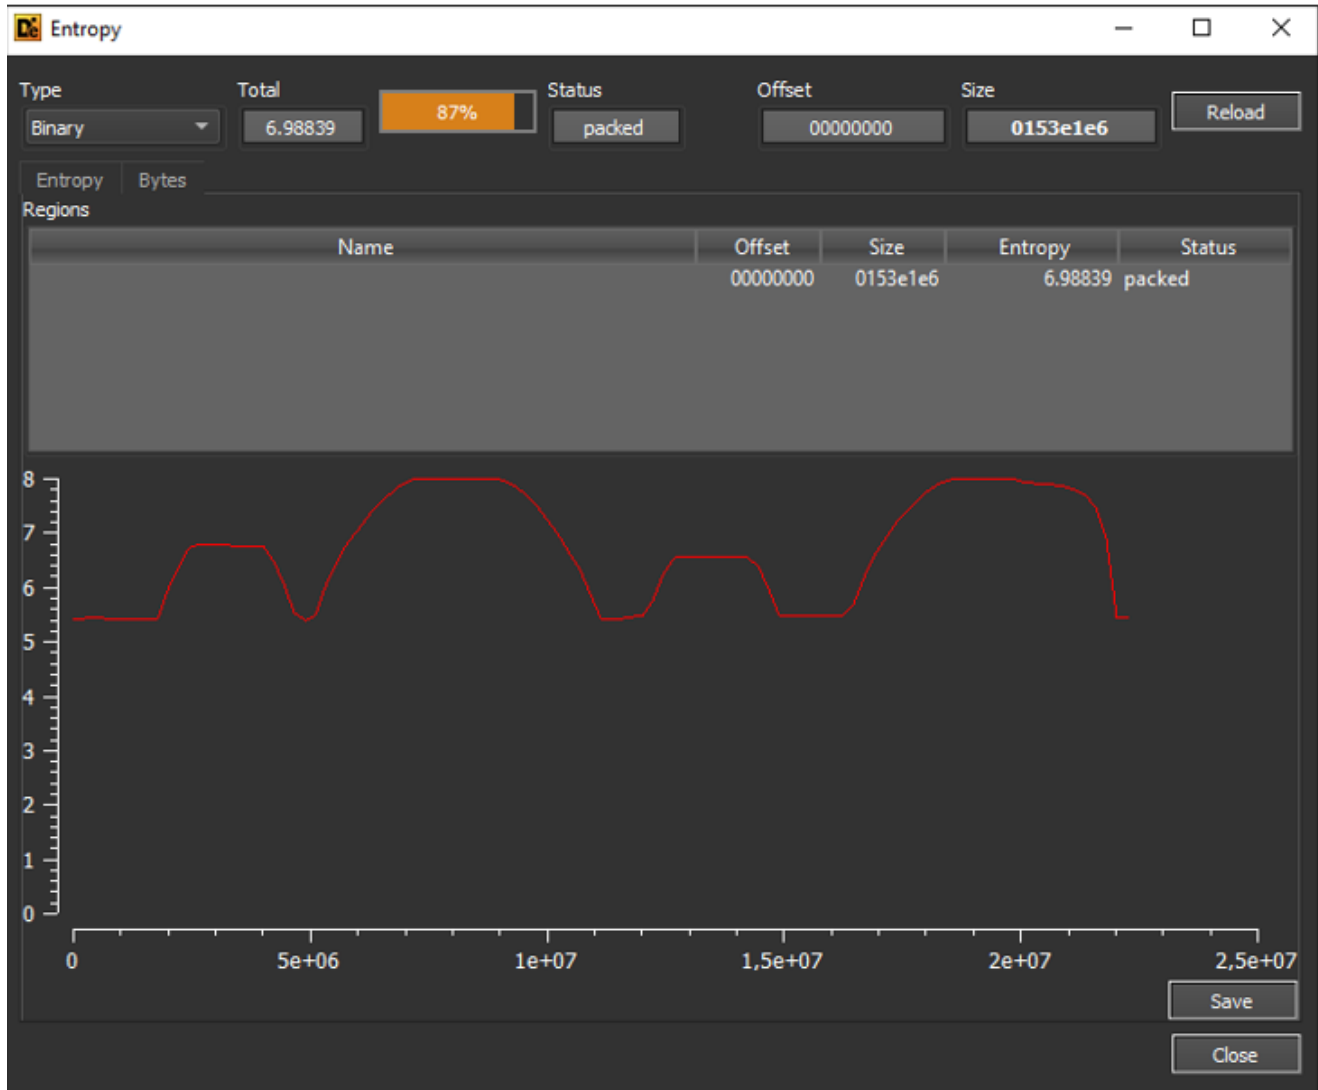 Entropy
Type Total Status Offset Size
Binary 6.98839 87% packed 00000000 0153e1e6 Reload
Entropy Bytes
Regions
Name Offset Size Entropy Status
00000000 0153e1e6 6.98839 packed
8
7
6
5
4
3
2
1
0
0 5e+06 1e+07 1,5e+07 2e+07 2,5e+07
Save
Close